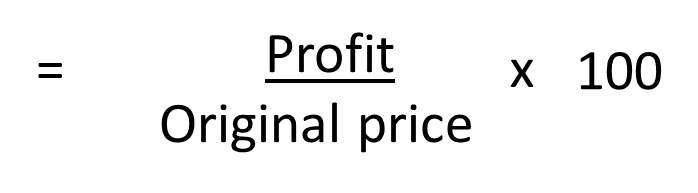 Profit
= x 100
Original price